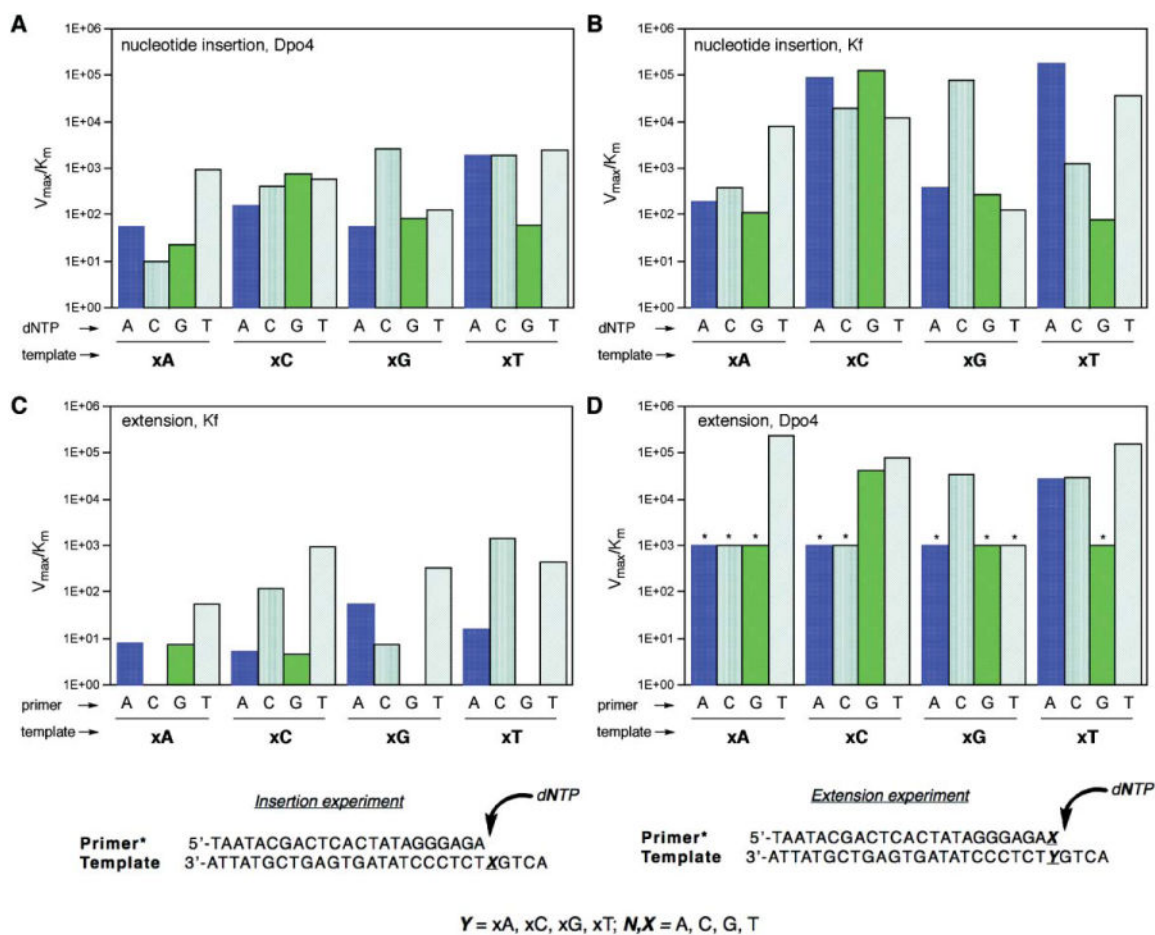 A
nucleotide insertion, Dpo4
1E+06
1E+05
1E+04
1E+03
1E+02
1E+01
1E+00
Vmax/Km
dNTP → A C G T A C G T A C G T A C G T
template → xA xC xG xT
B
nucleotide insertion, Kf
1E+06
1E+05
1E+04
1E+03
1E+02
1E+01
1E+00
Vmax/Km
dNTP → A C G T A C G T A C G T A C G T
template → xA xC xG xT
C
extension, Kf
1E+06
1E+05
1E+04
1E+03
1E+02
1E+01
1E+00
Vmax/Km
primer → A C G T A C G T A C G T A C G T
template → xA xC xG xT
D
extension, Dpo4
1E+06
1E+05
1E+04
1E+03
1E+02
1E+01
1E+00
Vmax/Km
* * * * * * * * *
primer → A C G T A C G T A C G T A C G T
template → xA xC xG xT
Insertion experiment
dNTP
Primer* 5'-TAATACGACTCACTATAGGGAGA
Template 3'-ATTATGCTGAGTGATATCCCTCTXGTCA
Extension experiment
dNTP
Primer* 5'-TAATACGACTCACTATAGGGAGAX
Template 3'-ATTATGCTGAGTGATATCCCTCTYGTCA
Y = xA, xC, xG, xT; N,X = A, C, G, T